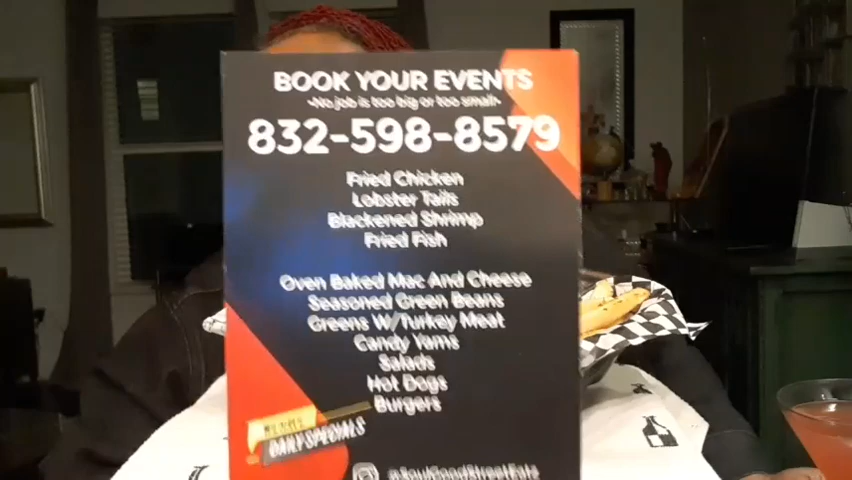 BOOK YOUR EVENTS
-No job is too big or too small-
832-598-8579
Fried Chicken
Lobster Tails
Blackened Shrimp
Fried Fish
Oven Baked Mac And Cheese
Seasoned Green Beans
Greens W/Turkey Meat
Candy Yams
Salads
Hot Dogs
Burgers
DAILY SPECIALS
@SoulGoodStreetEats